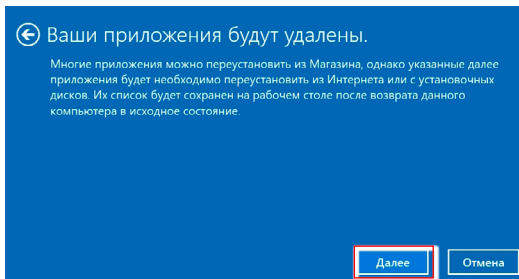 Ваши приложения будут удалены.
Многие приложения можно переустановить из Магазина, однако указанные далее
приложения будет необходимо переустановить из Интернета или с установочных
дисков. Их список будет сохранен на рабочем столе после возврата данного
компьютера в исходное состояние.
Далее
Отмена